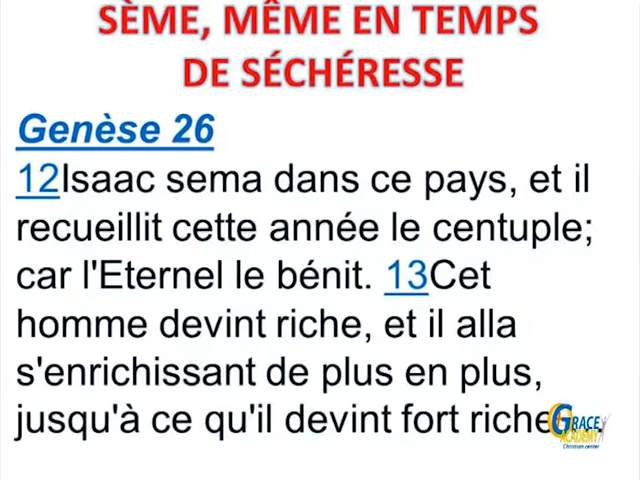 SÈME, MÊME EN TEMPS
DE SÉCHÉRESSE
Genèse 26
12Isaac sema dans ce pays, et il
recueillit cette année le centuple;
car l'Eternel le bénit. 13Cet
homme devint riche, et il alla
s'enrichissant de plus en plus,
jusqu'à ce qu'il devint fort riche
GRACE
ACADEMY
Christian center